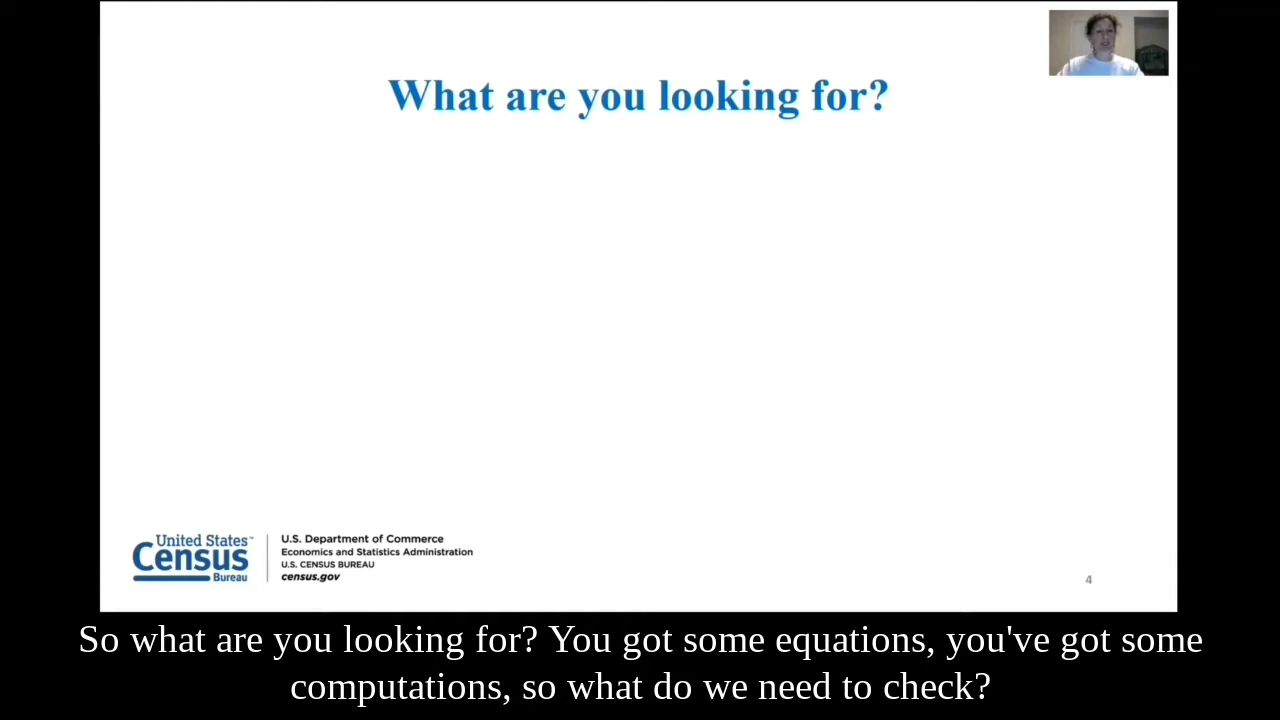 What are you looking for?
United States™
Census
Bureau
U.S. Department of Commerce
Economics and Statistics Administration
U.S. CENSUS BUREAU
census.gov
4
So what are you looking for? You got some equations, you've got some
computations, so what do we need to check?